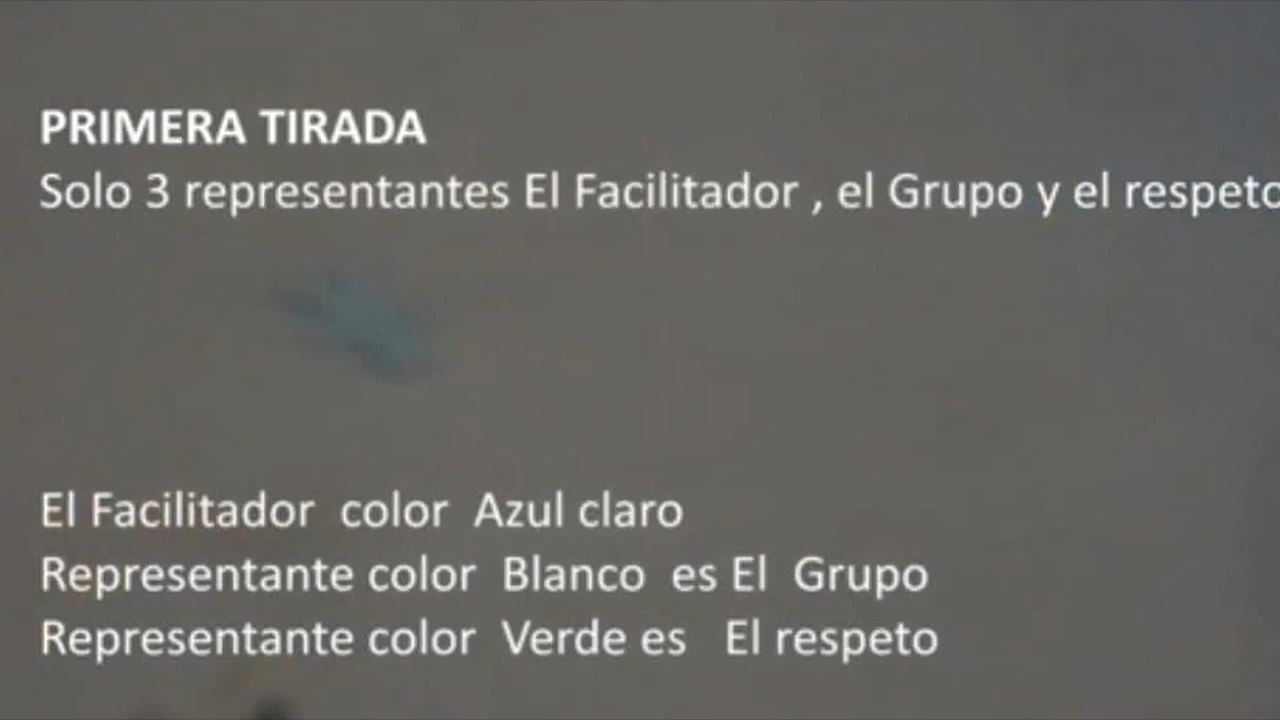 PRIMERA TIRADA
Solo 3 representantes El Facilitador , el Grupo y el respeto
El Facilitador color Azul claro
Representante color Blanco es El Grupo
Representante color Verde es El respeto